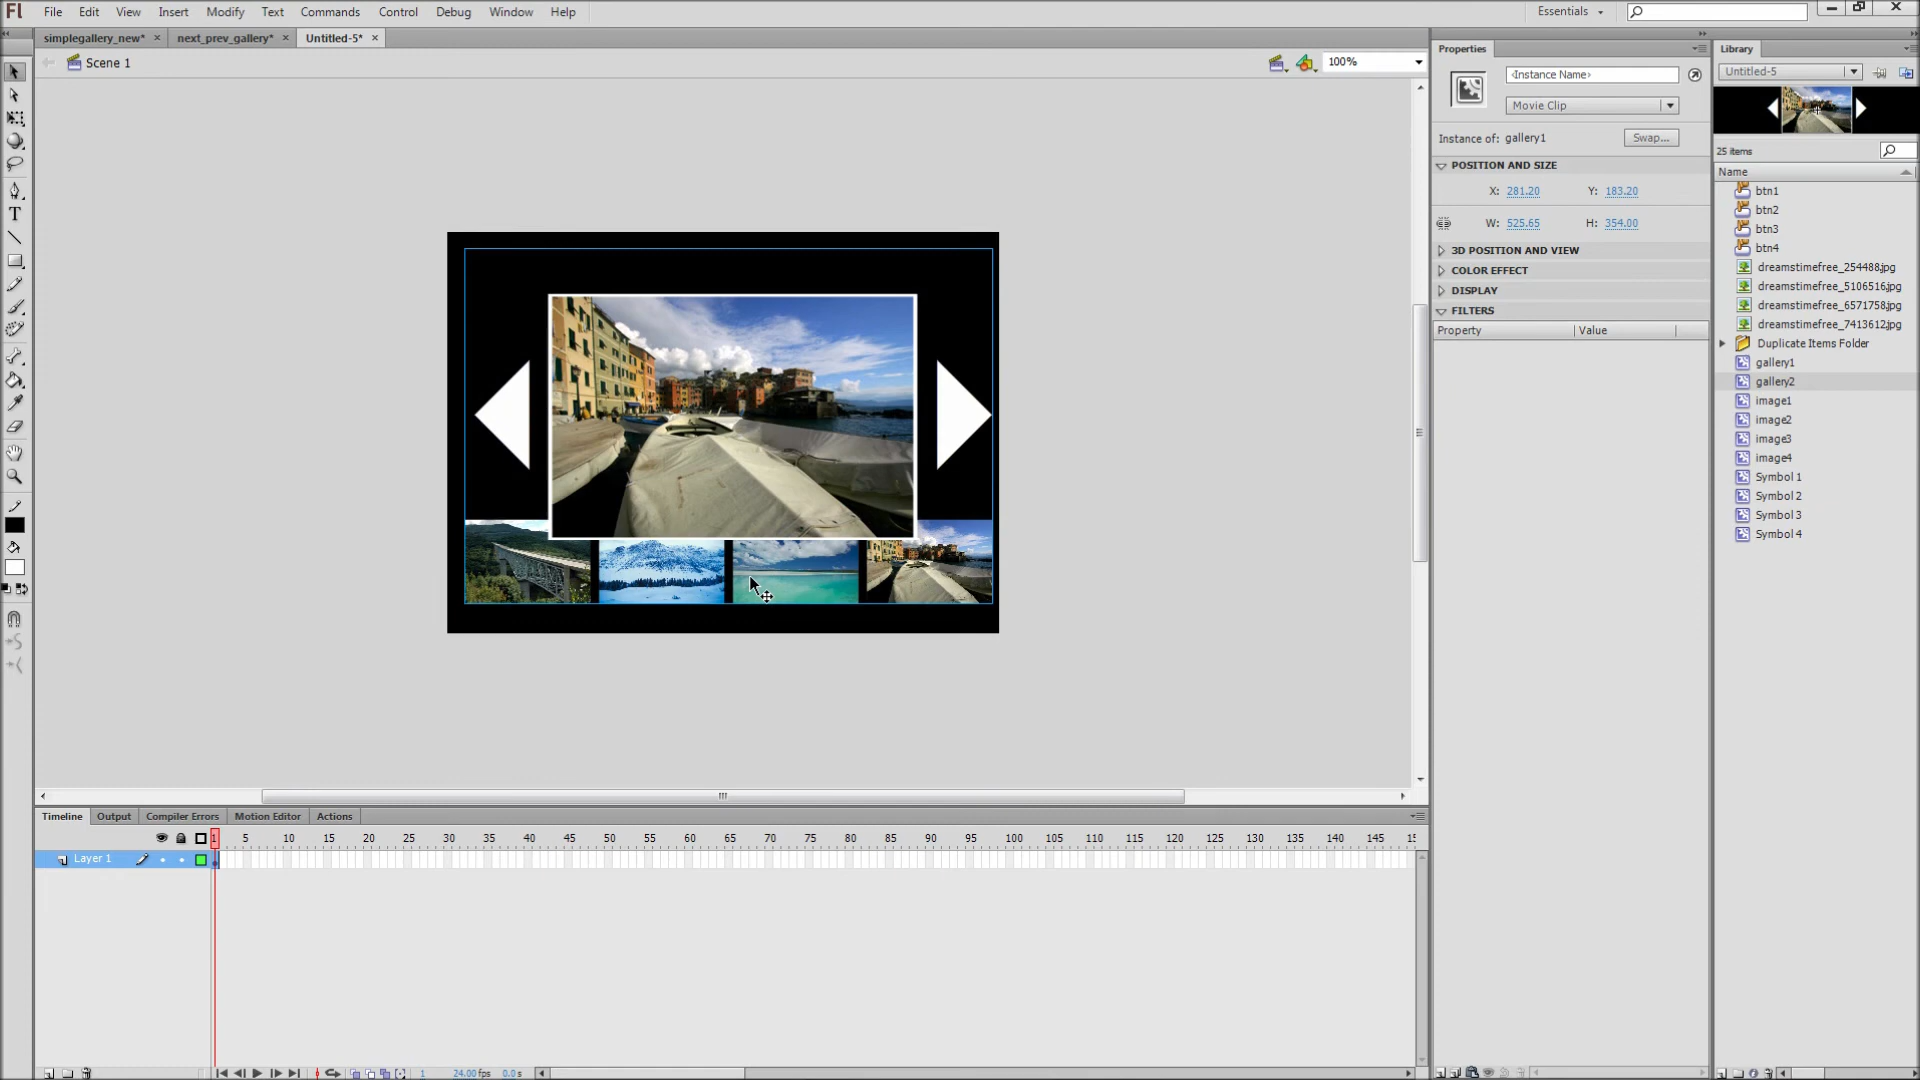 Fl File Edit View Insert Modify Text Commands Control Debug Window Help Essentials
simplegallery_new* × next_prev_gallery* × Untitled-5* ×
Scene 1 100%
Properties
<Instance Name>
Movie Clip
Instance of: gallery1 Swap...
POSITION AND SIZE
X: 281.20 Y: 183.20
W: 525.65 H: 354.00
3D POSITION AND VIEW
COLOR EFFECT
DISPLAY
FILTERS
Property Value
Library
Untitled-5
25 items
Name
btn1
btn2
btn3
btn4
dreamstimefree_254488.jpg
dreamstimefree_5106516.jpg
dreamstimefree_6571758.jpg
dreamstimefree_7413612.jpg
Duplicate Items Folder
gallery1
gallery2
image1
image2
image3
image4
Symbol 1
Symbol 2
Symbol 3
Symbol 4
Timeline Output Compiler Errors Motion Editor Actions
1 5 10 15 20 25 30 35 40 45 50 55 60 65 70 75 80 85 90 95 100 105 110 115 120 125 130 135 140 145
Layer 1
1 24.00 fps 0.0 s